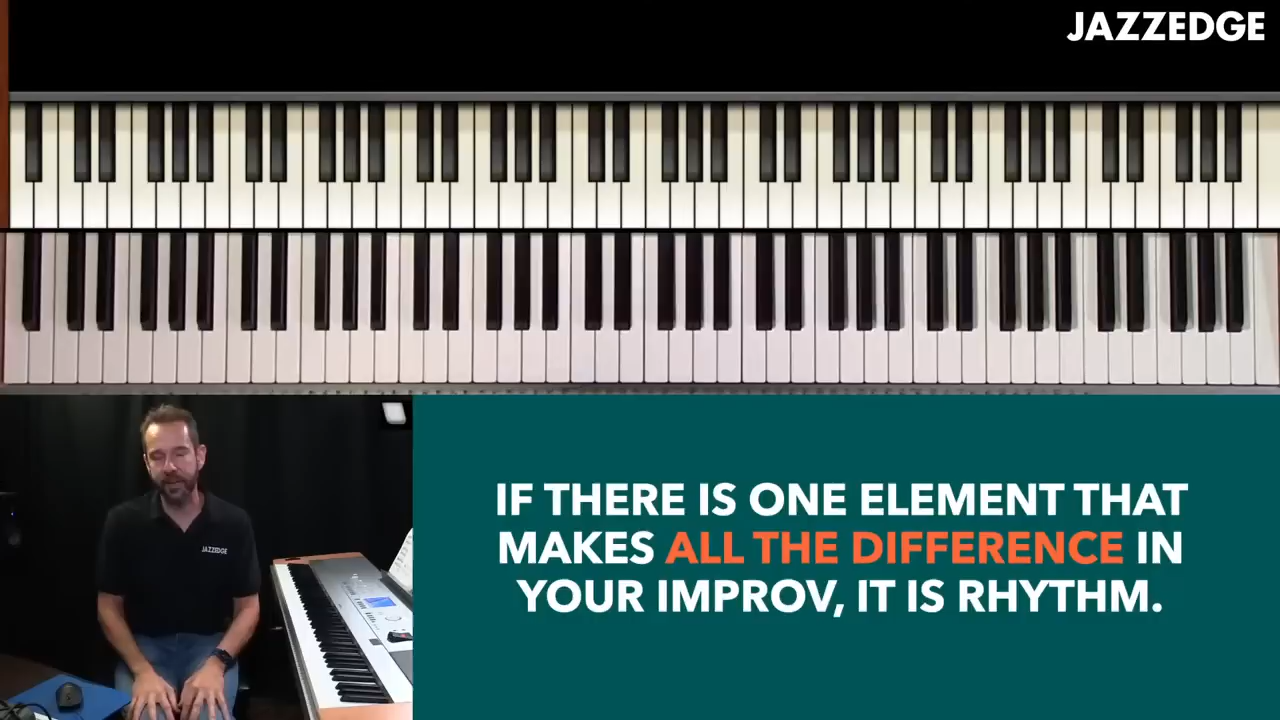 JAZZEDGE
JAZZEDGE
IF THERE IS ONE ELEMENT THAT
MAKES ALL THE DIFFERENCE IN
YOUR IMPROV, IT IS RHYTHM.